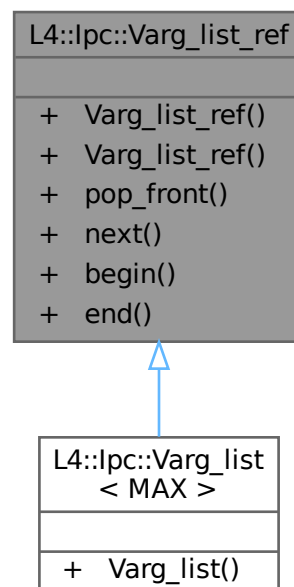 L4::Ipc::Varg_list_ref
+ Varg_list_ref()
+ Varg_list_ref()
+ pop_front()
+ next()
+ begin()
+ end()
L4::Ipc::Varg_list
< MAX >
+ Varg_list()